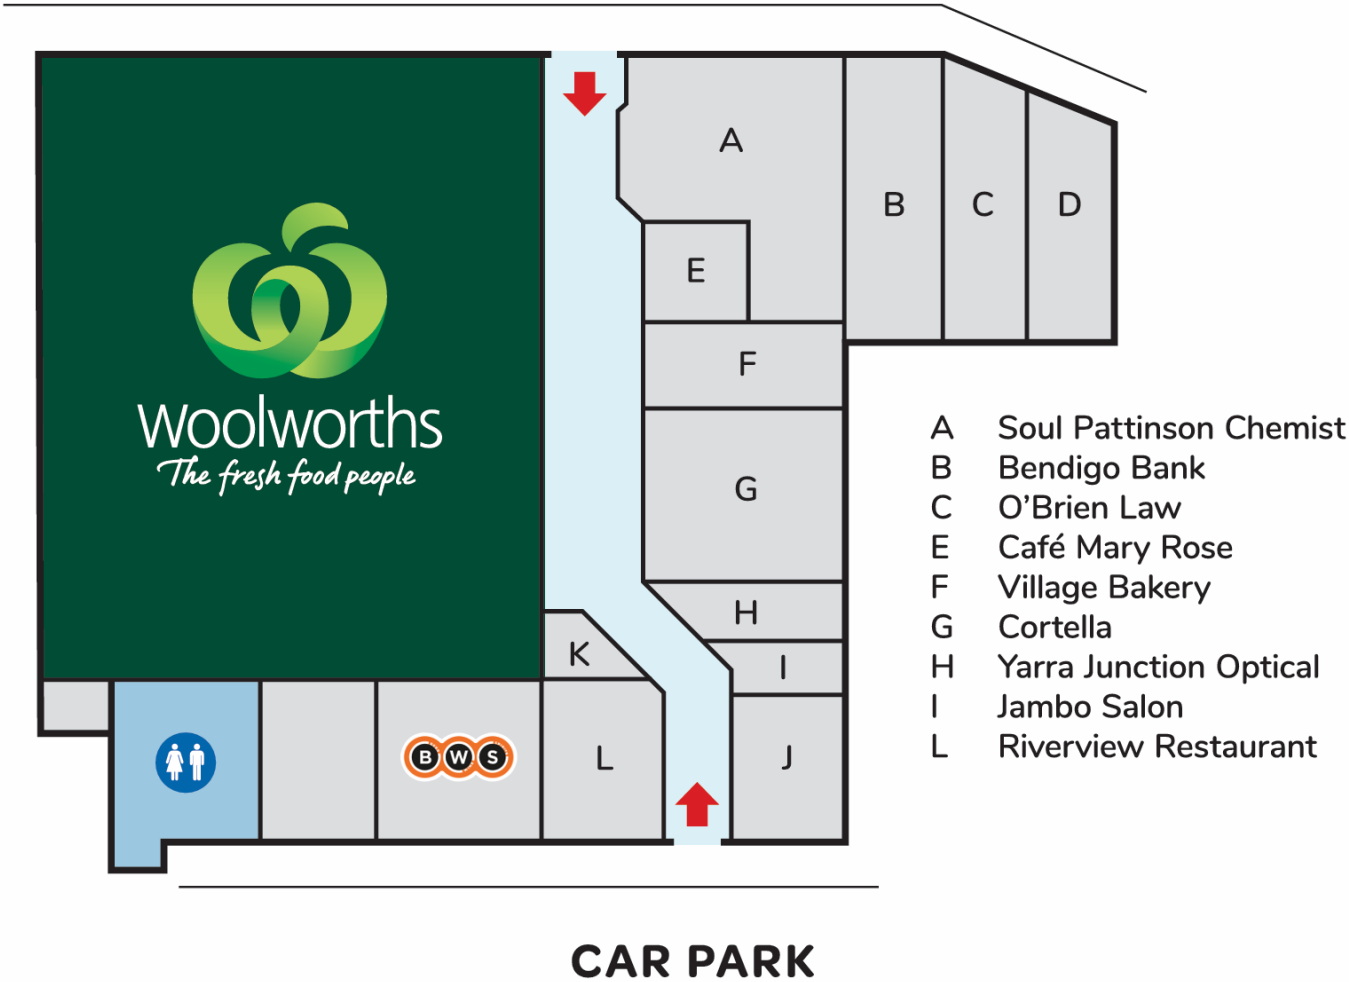 A
B
C
D
E
F
Woolworths
The fresh food people
G
H
K
I
B W S
L
J
A Soul Pattinson Chemist
B Bendigo Bank
C O’Brien Law
E Café Mary Rose
F Village Bakery
G Cortella
H Yarra Junction Optical
I Jambo Salon
L Riverview Restaurant
CAR PARK